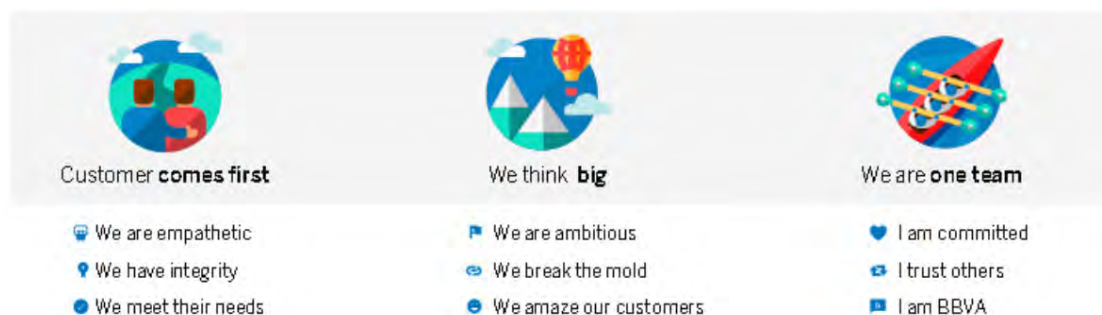 Customer comes first
We think big
We are one team
We are empathetic
We have integrity
We meet their needs
We are ambitious
We break the mold
We amaze our customers
I am committed
I trust others
I am BBVA